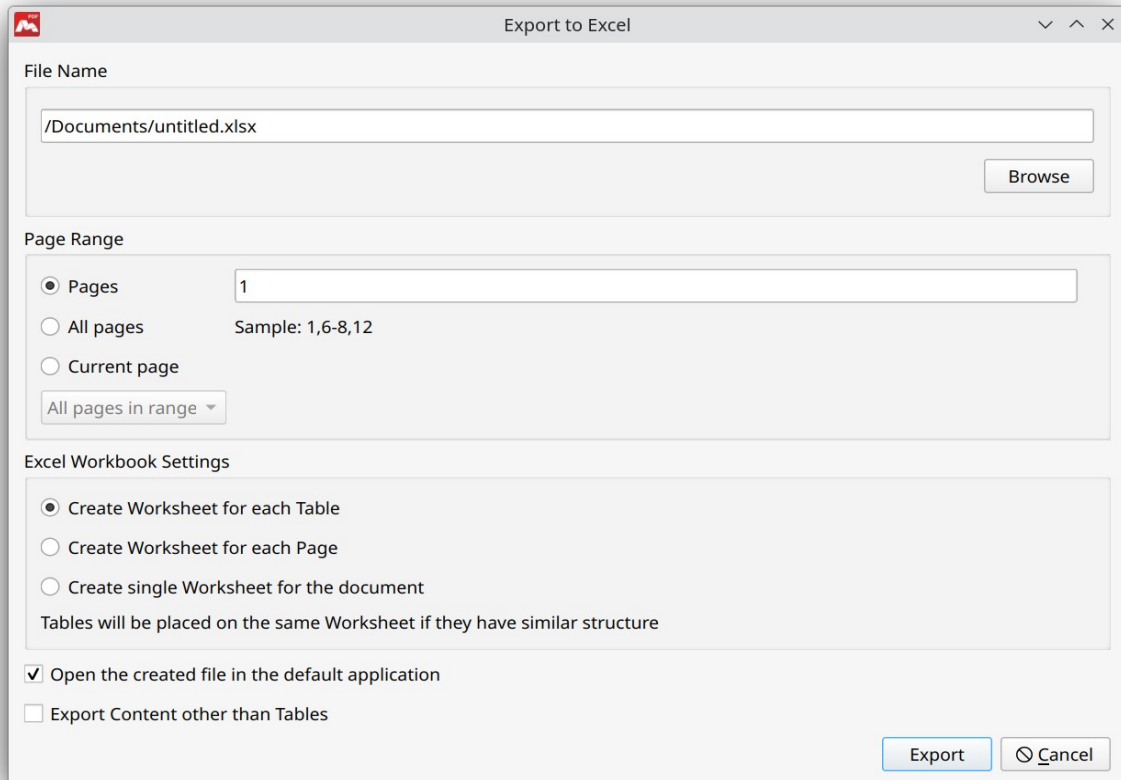 PDF
Export to Excel
File Name
/Documents/untitled.xlsx
Browse
Page Range
Pages
1
All pages
Sample: 1,6-8,12
Current page
All pages in range
Excel Workbook Settings
Create Worksheet for each Table
Create Worksheet for each Page
Create single Worksheet for the document
Tables will be placed on the same Worksheet if they have similar structure
Open the created file in the default application
Export Content other than Tables
Export
Cancel